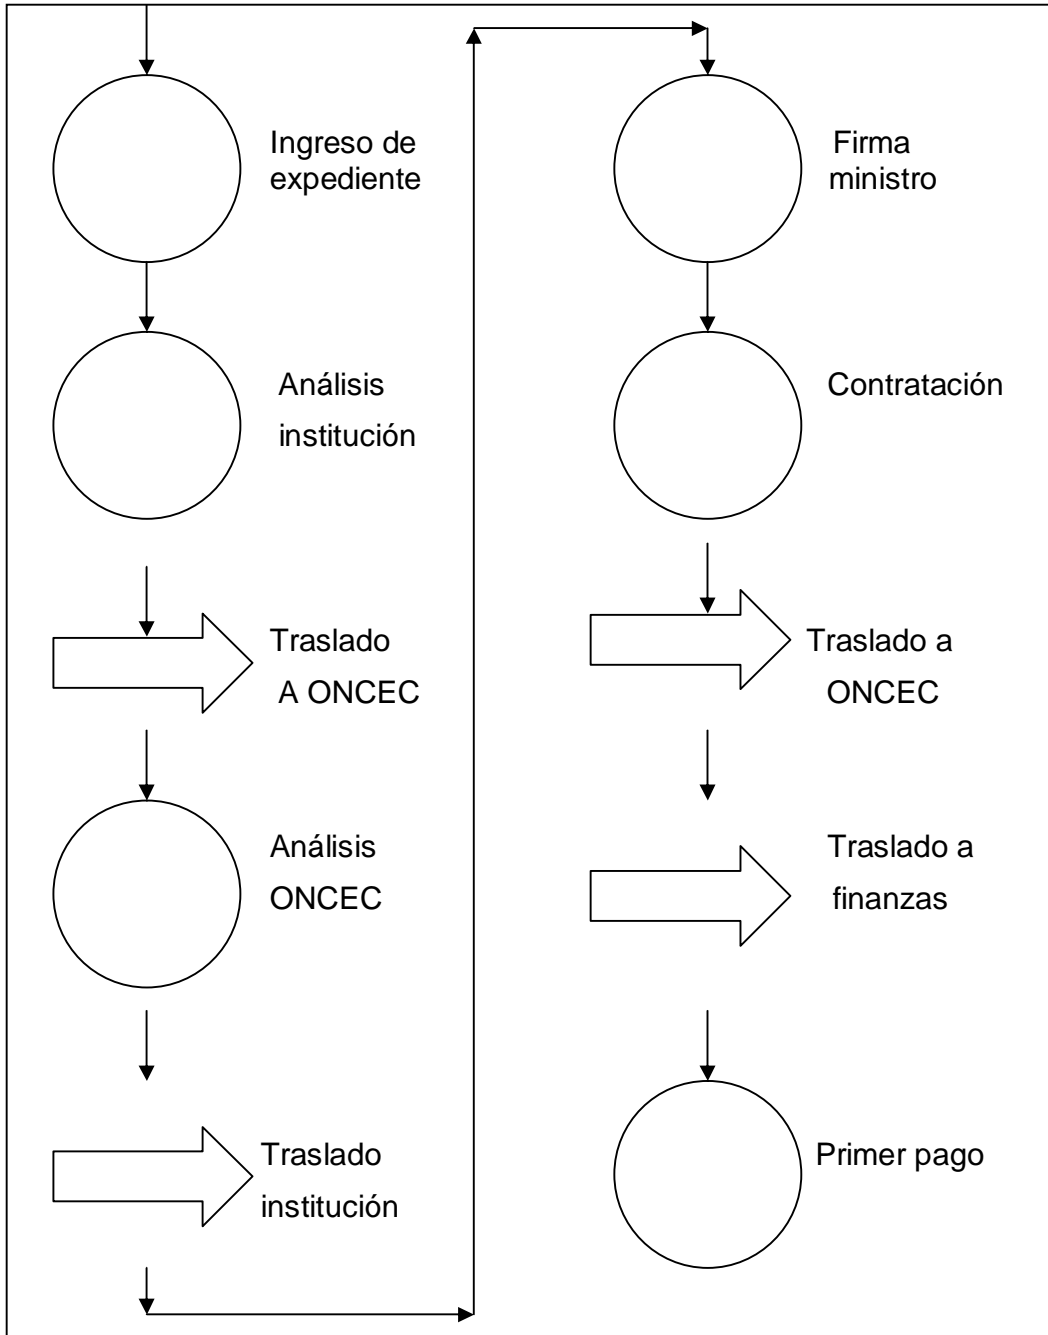 Ingreso de
expediente
Análisis
institución
Traslado
A ONCEC
Análisis
ONCEC
Traslado
institución
Firma
ministro
Contratación
Traslado a
ONCEC
Traslado a
finanzas
Primer pago